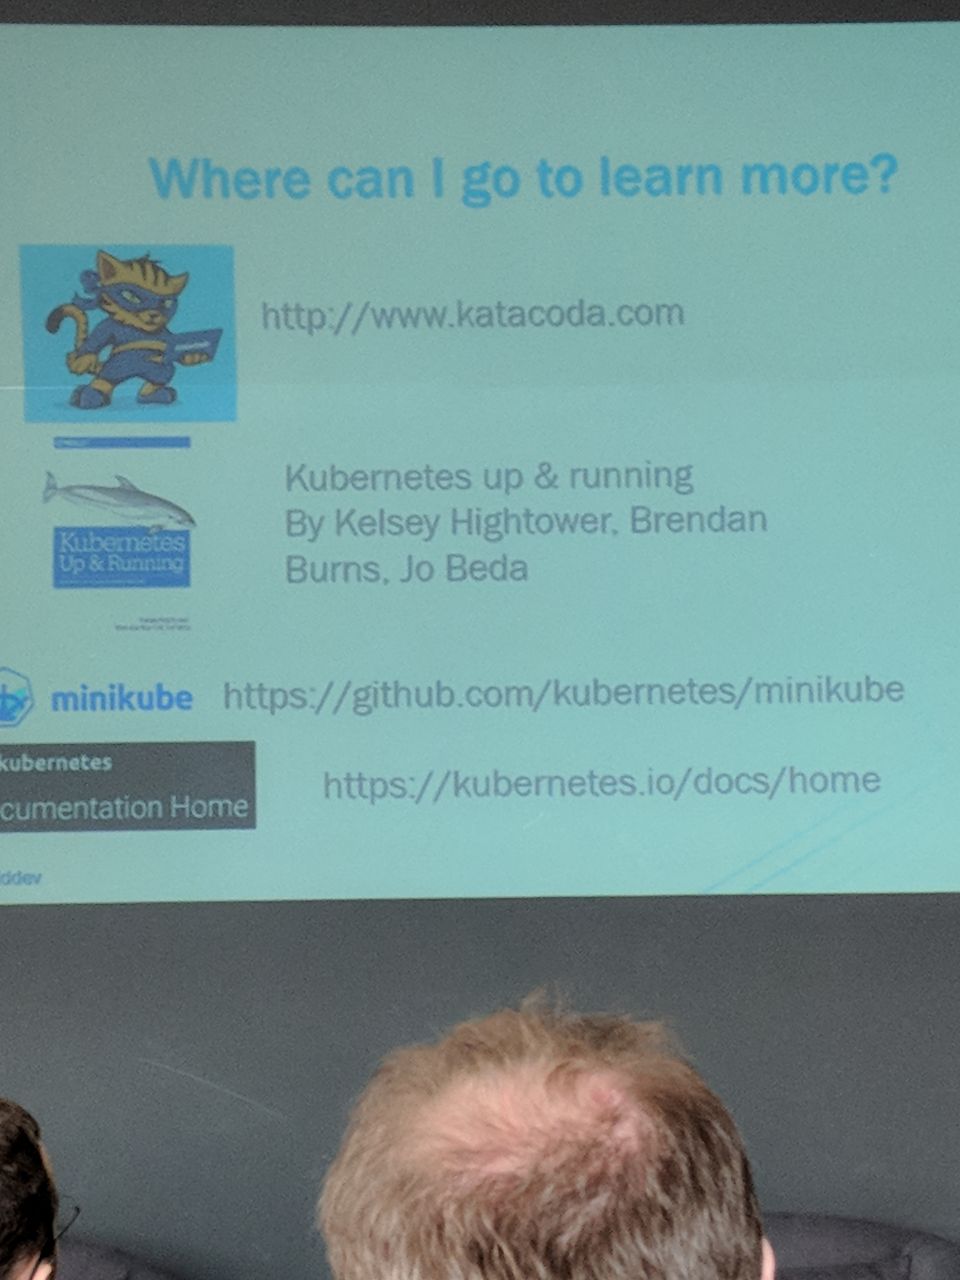 Where can I go to learn more?
http://www.katacoda.com
Kubernetes up & running
By Kelsey Hightower, Brendan
Burns, Jo Beda
Kubernetes
Up & Running
minikube
https://github.com/kubernetes/minikube
kubernetes
cumentation Home
https://kubernetes.io/docs/home
ddev